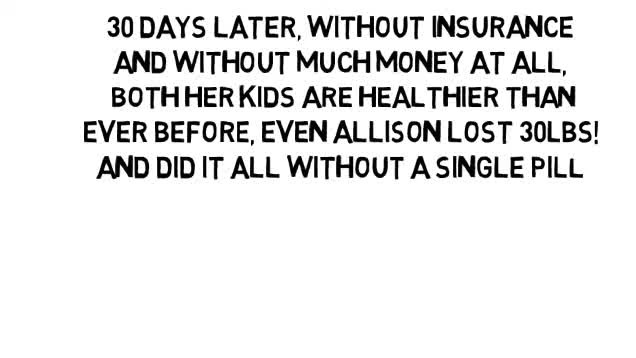 30 DAYS LATER, WITHOUT INSURANCE
AND WITHOUT MUCH MONEY AT ALL,
BOTH HER KIDS ARE HEALTHIER THAN
EVER BEFORE, EVEN ALLISON LOST 30LBS!
AND DID IT ALL WITHOUT A SINGLE PILL